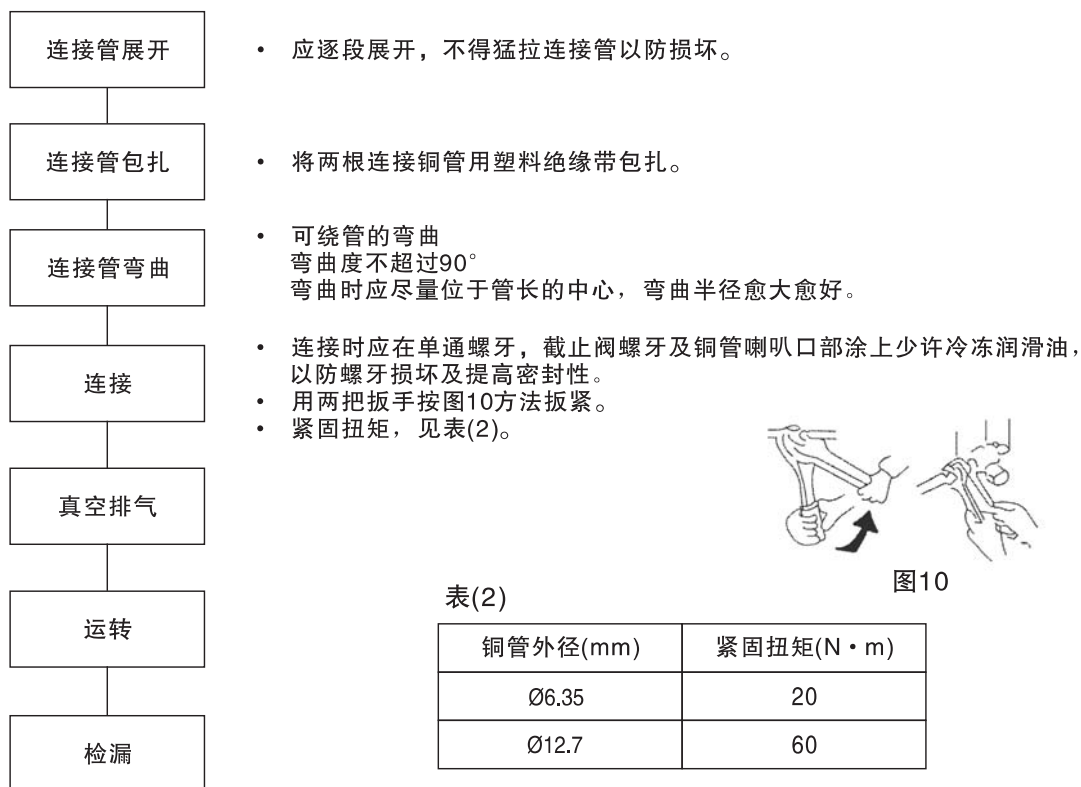 连接管展开
• 应逐段展开，不得猛拉连接管以防损坏。
连接管包扎
• 将两根连接铜管用塑料绝缘带包扎。
连接管弯曲
• 可绕管的弯曲
弯曲度不超过90°
弯曲时应尽量位于管长的中心，弯曲半径愈大愈好。
连接
• 连接时应在单通螺牙，截止阀螺牙及铜管喇叭口部涂上少许冷冻润滑油，
以防螺牙损坏及提高密封性。
• 用两把扳手按图10方法扳紧。
• 紧固扭矩，见表(2)。
真空排气
运转
检漏
图10
表(2)
铜管外径(mm) 紧固扭矩(N•m)
Ø6.35 20
Ø12.7 60